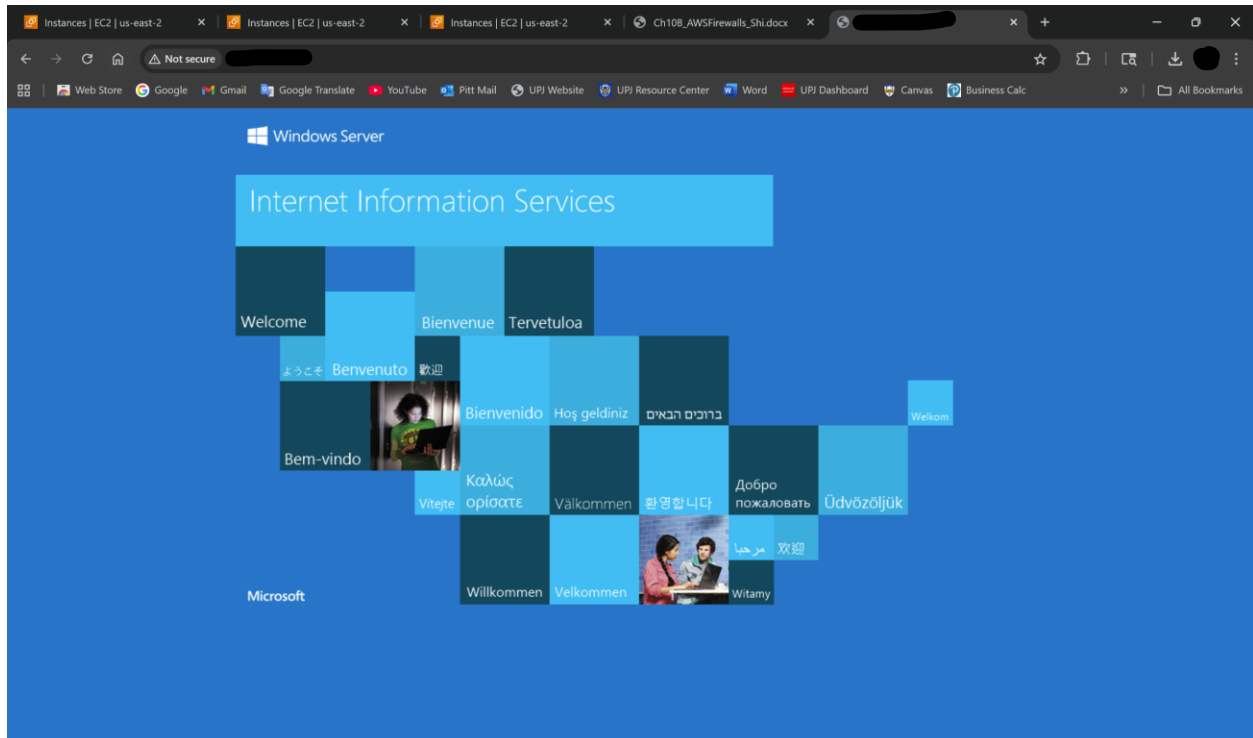 Instances | EC2 | us-east-2
Instances | EC2 | us-east-2
Instances | EC2 | us-east-2
Ch10B_AWSFirewalls_Shi.docx
Not secure
Web Store
Google
Gmail
Google Translate
YouTube
Pitt Mail
UPJ Website
UPJ Resource Center
Word
UPJ Dashboard
Canvas
Business Calc
All Bookmarks
Windows Server
Internet Information Services
Welcome
Bienvenue
Tervetuloa
ようこそ
Benvenuto
歡迎
Bienvenido
Hoş geldiniz
ברוכים הבאים
Welkom
Bem-vindo
Vítejte
Καλώς
ορίσατε
Välkommen
환영합니다
Добро
пожаловать
Üdvözöljük
Microsoft
Willkommen
Velkommen
مرحبا
欢迎
Witamy